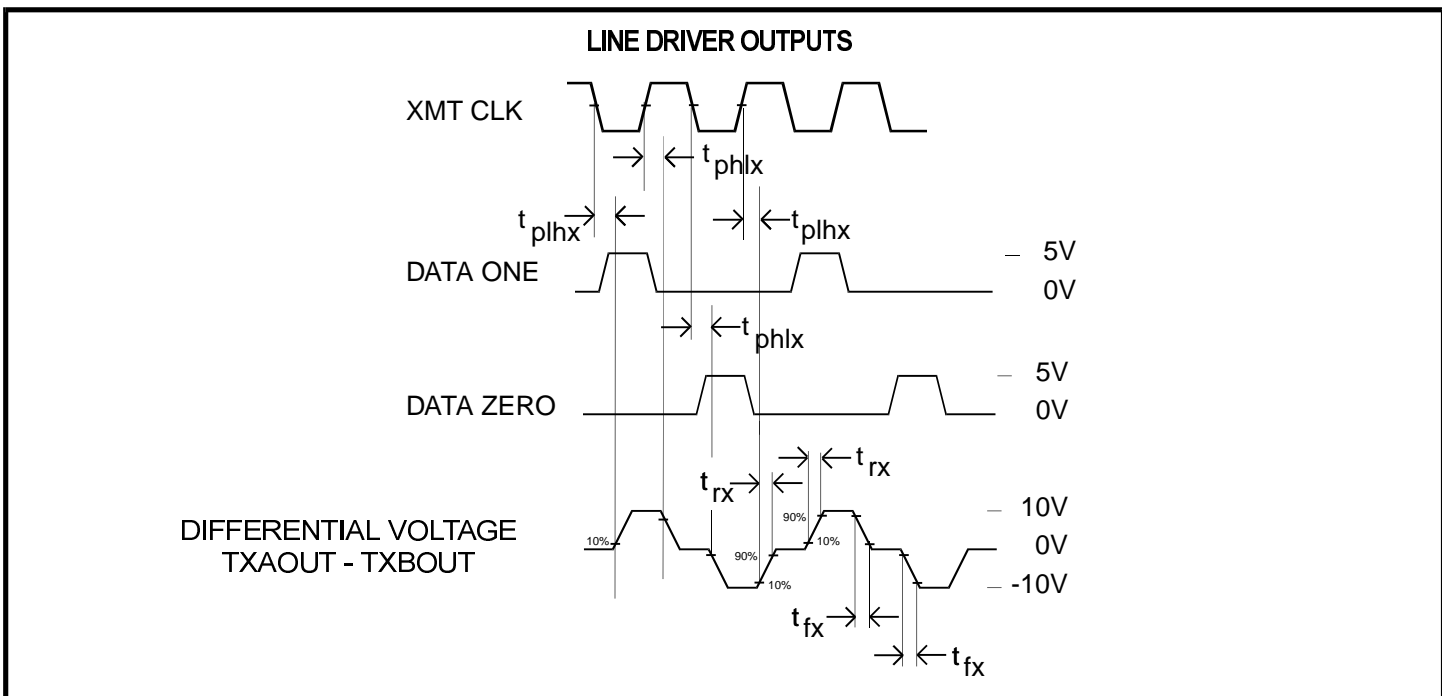 LINE DRIVER OUTPUTS
XMT CLK
t phlx
t plhx
t plhx
DATA ONE
5V
0V
t phlx
DATA ZERO
5V
0V
t rx
t rx
DIFFERENTIAL VOLTAGE
TXAOUT - TXBOUT
10%
90%
10%
90%
10%
10V
0V
-10V
t fx
t fx